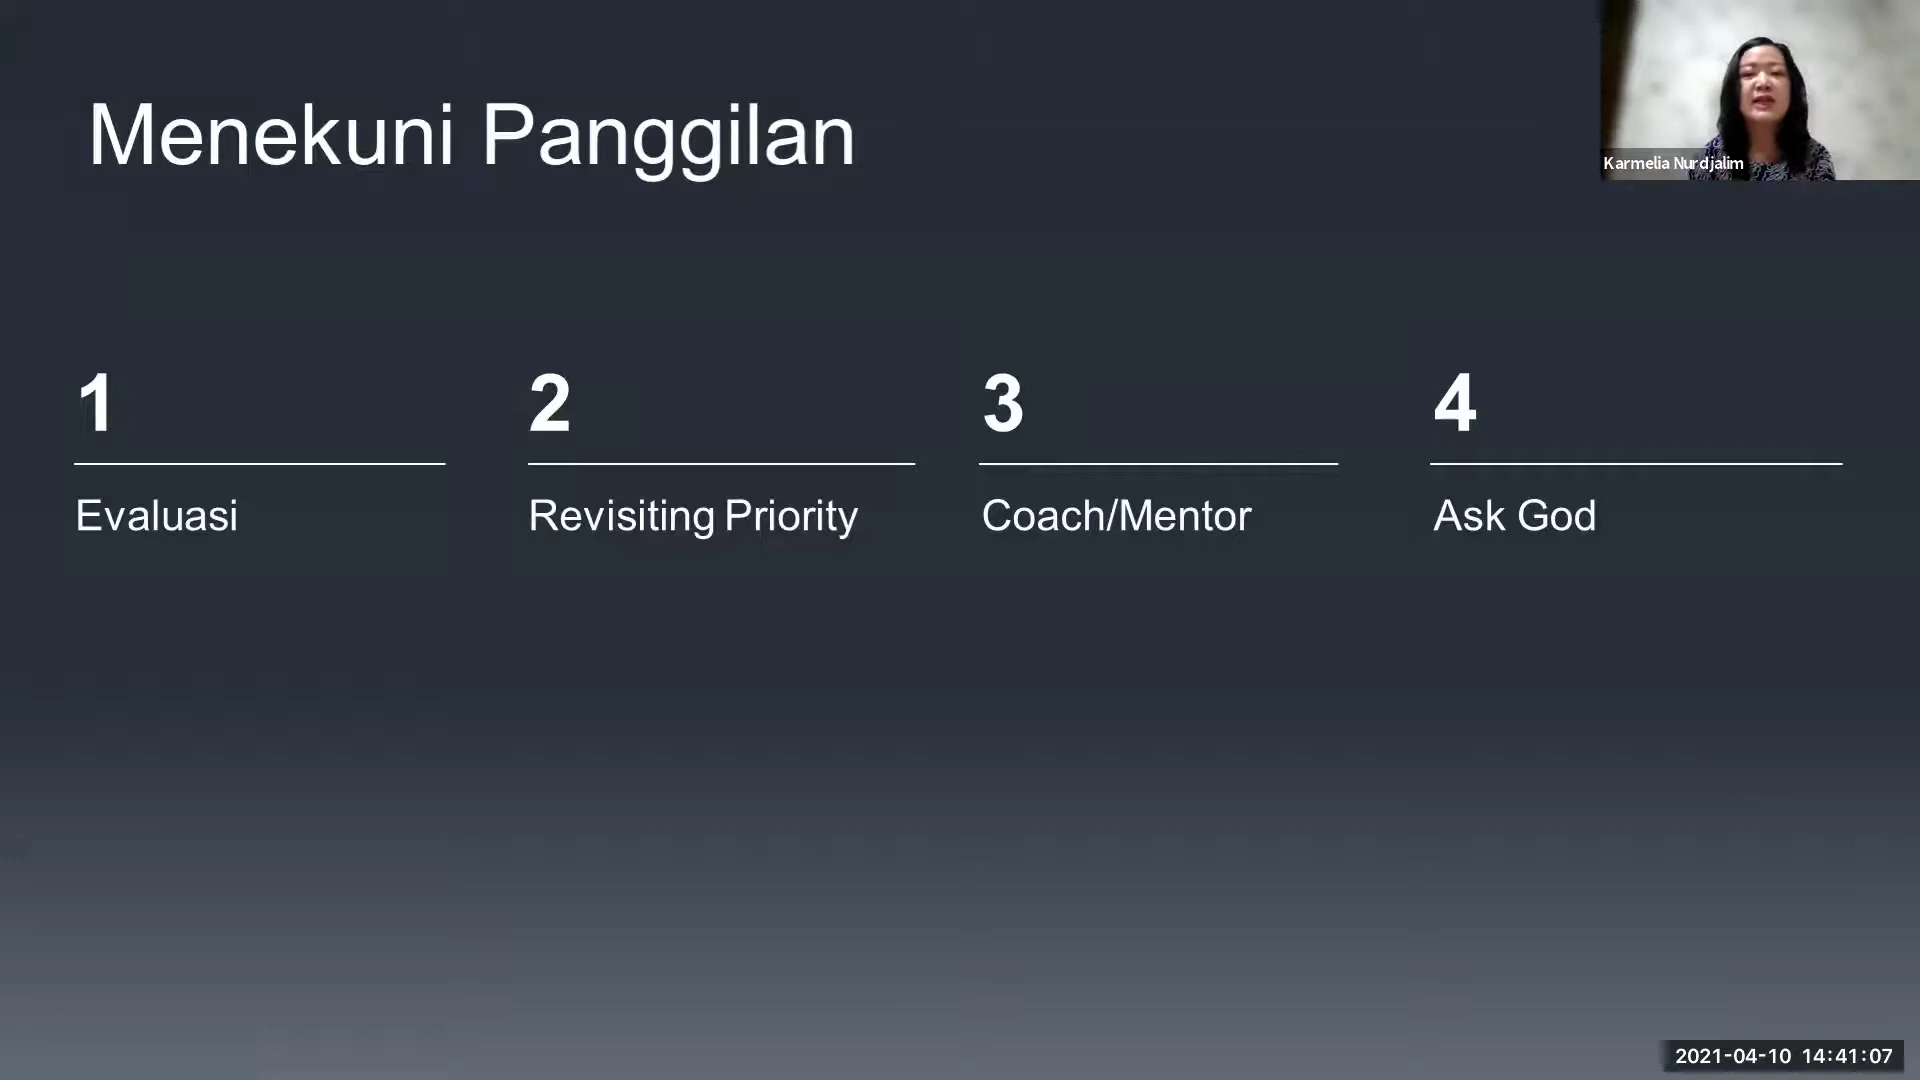 Menekuni Panggilan
Karmelia Nurdjalim
1
2
3
4
Evaluasi
Revisiting Priority
Coach/Mentor
Ask God
2021-04-10 14:41:07